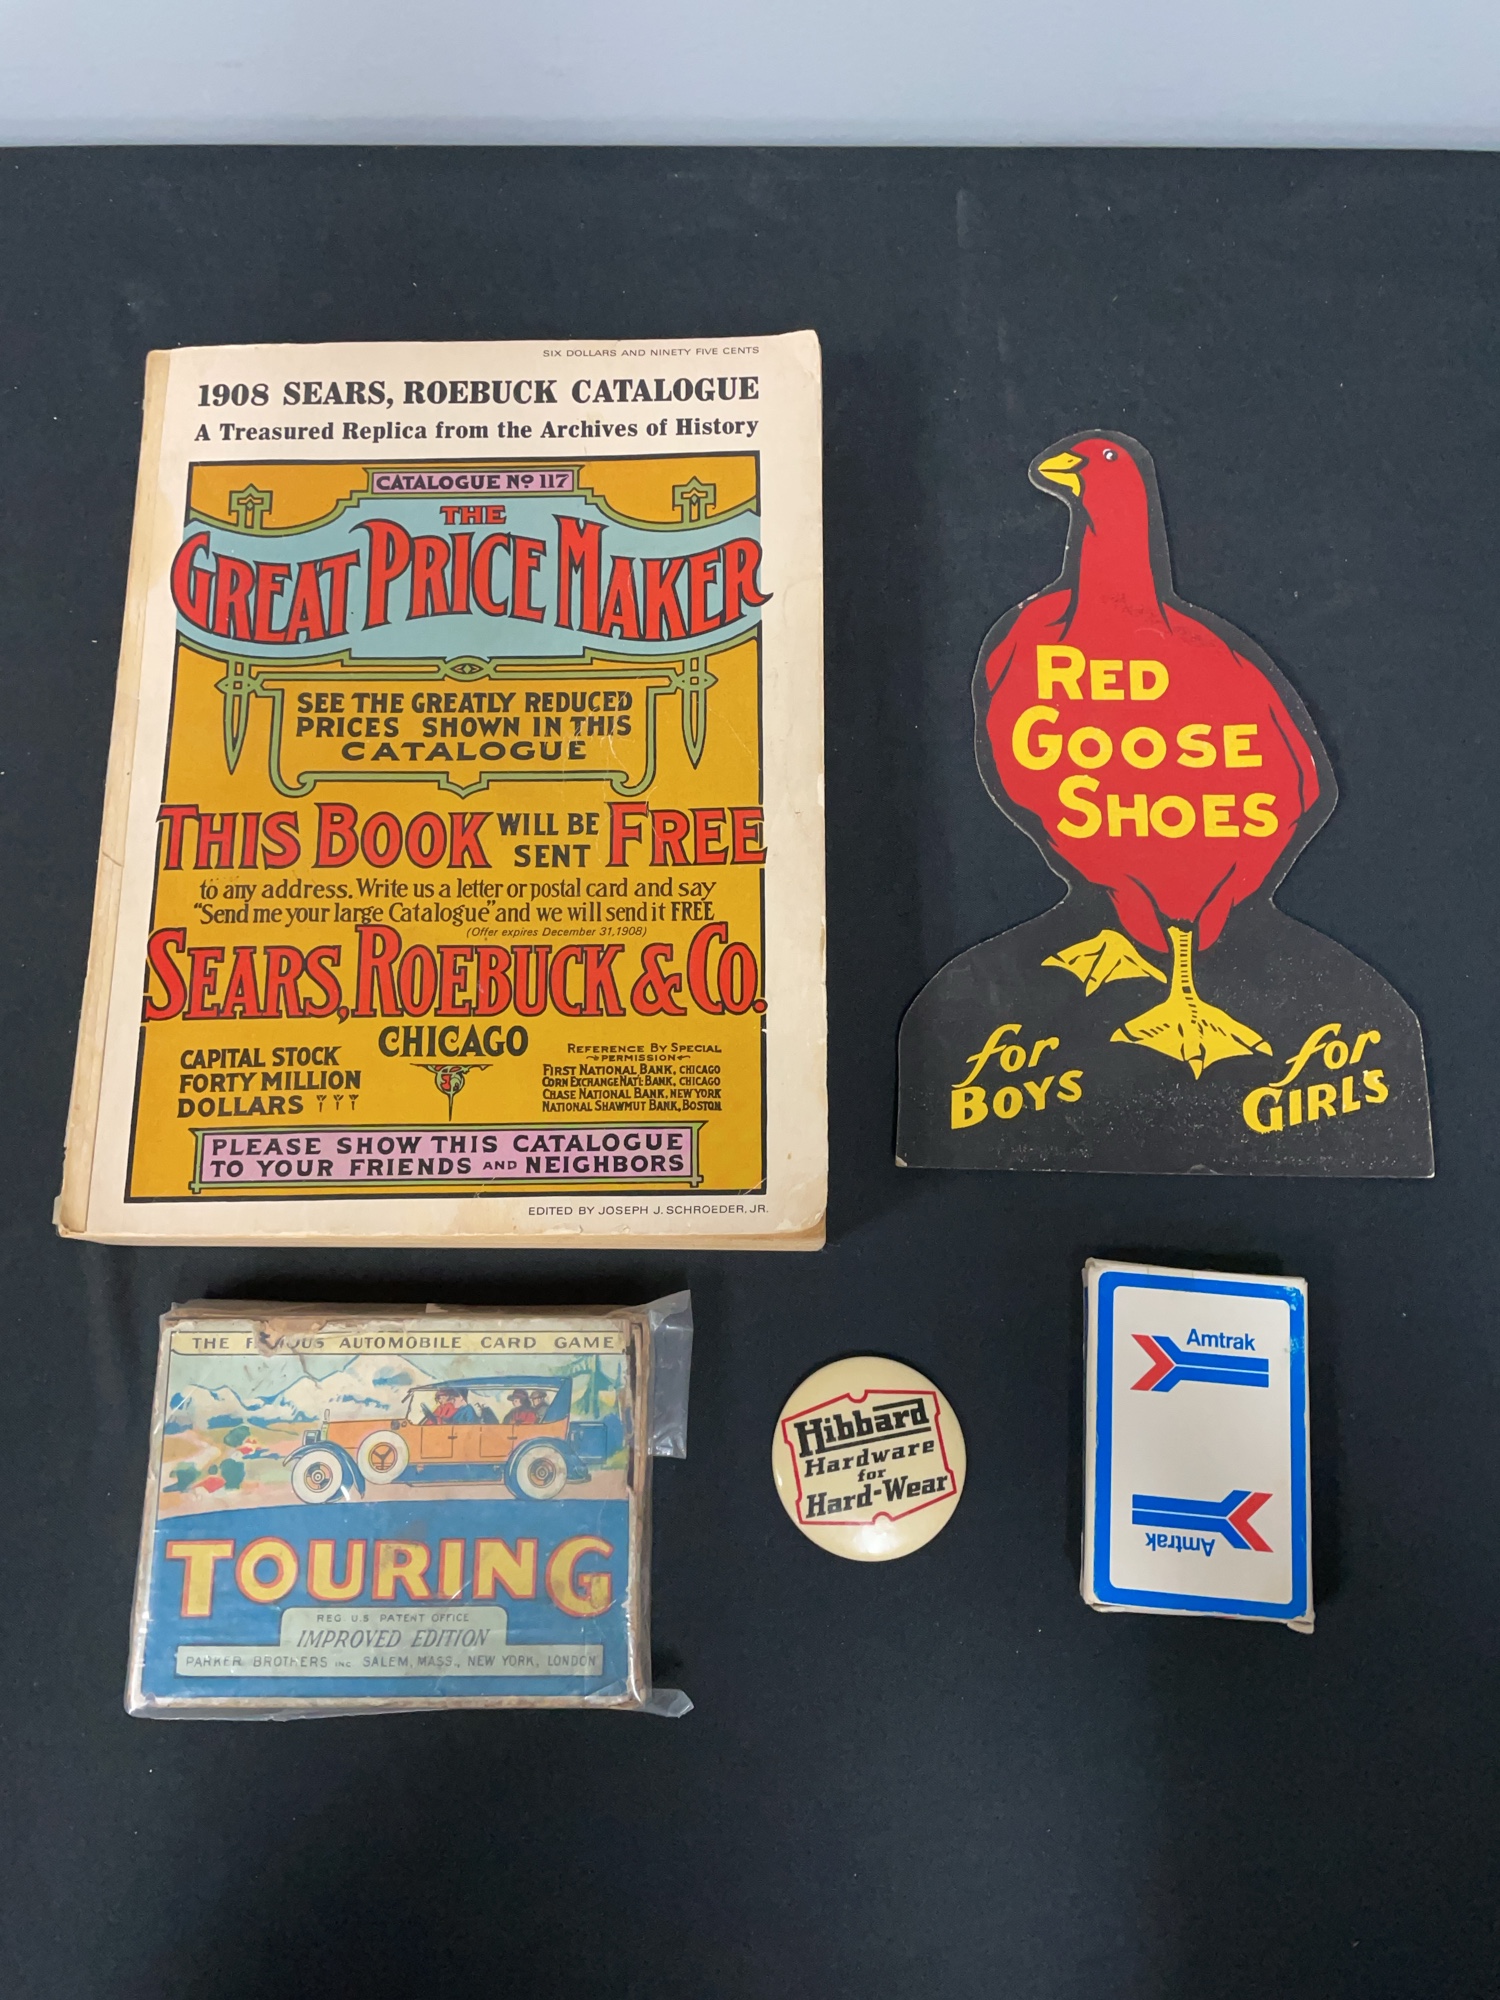 SIX DOLLARS AND NINETY FIVE CENTS
1908 SEARS, ROEBUCK CATALOGUE
A Treasured Replica from the Archives of History
CATALOGUE No 117
THE
GREAT PRICE MAKER
SEE THE GREATLY REDUCED
PRICES SHOWN IN THIS
CATALOGUE
THIS BOOK WILL BE SENT FREE
to any address. Write us a letter or postal card and say
"Send me your large Catalogue" and we will send it FREE
(Offer expires December 31, 1908)
SEARS, ROEBUCK & CO.
CHICAGO
CAPITAL STOCK
FORTY MILLION
DOLLARS
REFERENCE BY SPECIAL
PERMISSION
FIRST NATIONAL BANK, CHICAGO
CORN EXCHANGE NAT'L BANK, CHICAGO
CHASE NATIONAL BANK, NEW YORK
NATIONAL SHAWMUT BANK, BOSTON
PLEASE SHOW THIS CATALOGUE
TO YOUR FRIENDS AND NEIGHBORS
EDITED BY JOSEPH J. SCHROEDER, JR.
RED
GOOSE
SHOES
for
BOYS
for
GIRLS
THE AUTOMOBILE CARD GAME
TOURING
REG. U.S. PATENT OFFICE
IMPROVED EDITION
PARKER BROTHERS INC. SALEM, MASS., NEW YORK, LONDON
Hibbard
Hardware
for
Hard-Wear
Amtrak
Amtrak